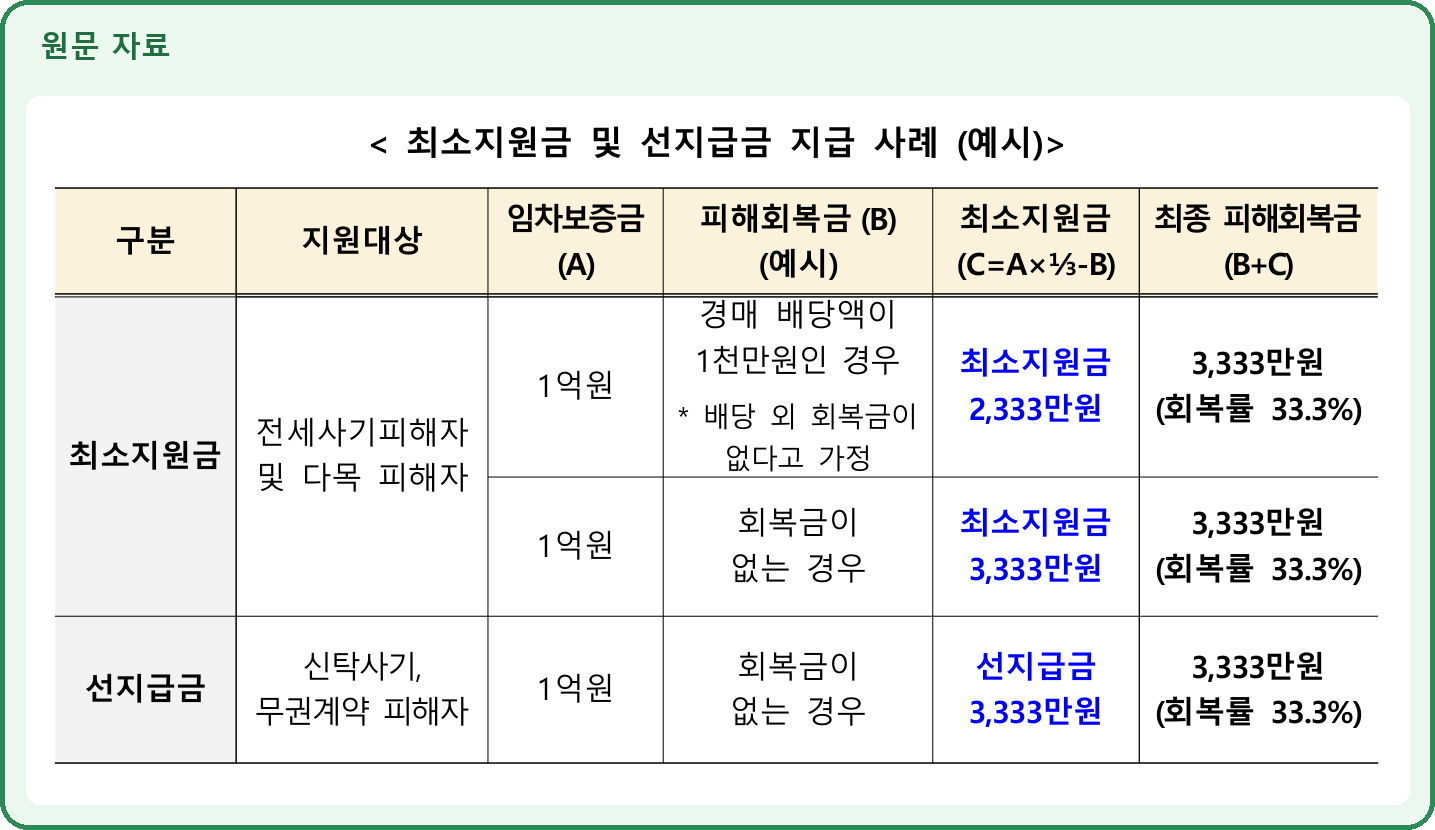 원문 자료
< 최소지원금 및 선지급금 지급 사례 (예시)>
구분
지원대상
임차보증금
(A)
피해회복금 (B)
(예시)
최소지원금
(C=A×⅓-B)
최종 피해회복금
(B+C)
최소지원금
전세사기피해자
및 다목 피해자
1억원
경매 배당액이
1천만원인 경우
* 배당 외 회복금이
없다고 가정
최소지원금
2,333만원
3,333만원
(회복률 33.3%)
1억원
회복금이
없는 경우
최소지원금
3,333만원
3,333만원
(회복률 33.3%)
선지급금
신탁사기,
무권계약 피해자
1억원
회복금이
없는 경우
선지급금
3,333만원
3,333만원
(회복률 33.3%)